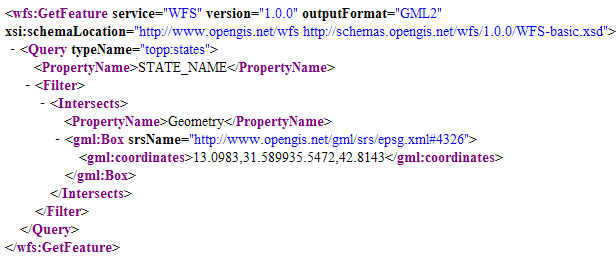 <wfs:GetFeature service="WFS" version="1.0.0" outputFormat="GML2"
xsi:schemaLocation="http://www.opengis.net/wfs http://schemas.opengis.net/wfs/1.0.0/WFS-basic.xsd">
- <Query typeName="topp:states">
<PropertyName>STATE_NAME</PropertyName>
- <Filter>
- <Intersects>
<PropertyName>Geometry</PropertyName>
- <gml:Box srsName="http://www.opengis.net/gml/srs/epsg.xml#4326">
<gml:coordinates>13.0983,31.589935.5472,42.8143</gml:coordinates>
</gml:Box>
</Intersects>
</Filter>
</Query>
</wfs:GetFeature>